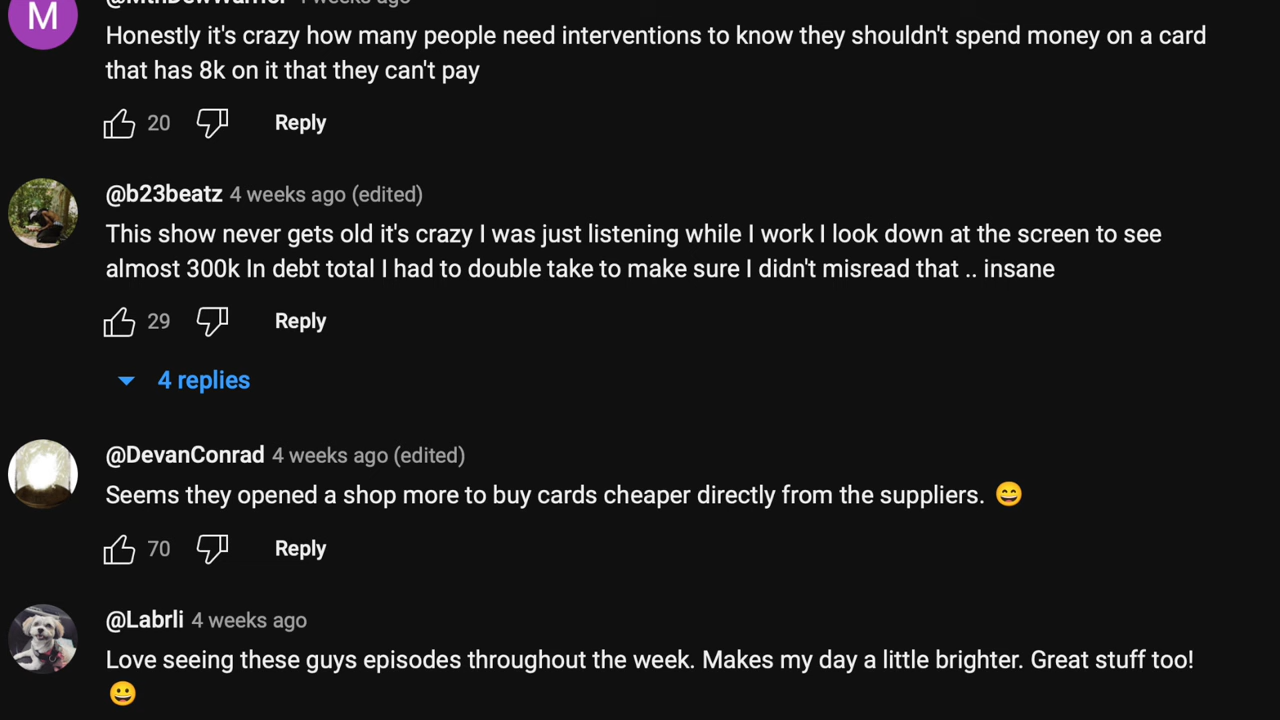 M
@MtnDewWarrior 4 weeks ago
Honestly it's crazy how many people need interventions to know they shouldn't spend money on a card
that has 8k on it that they can't pay
20 Reply
@b23beatz 4 weeks ago (edited)
This show never gets old it's crazy I was just listening while I work I look down at the screen to see
almost 300k In debt total I had to double take to make sure I didn't misread that .. insane
29 Reply
4 replies
@DevanConrad 4 weeks ago (edited)
Seems they opened a shop more to buy cards cheaper directly from the suppliers. 😄
70 Reply
@Labrli 4 weeks ago
Love seeing these guys episodes throughout the week. Makes my day a little brighter. Great stuff too!
😀